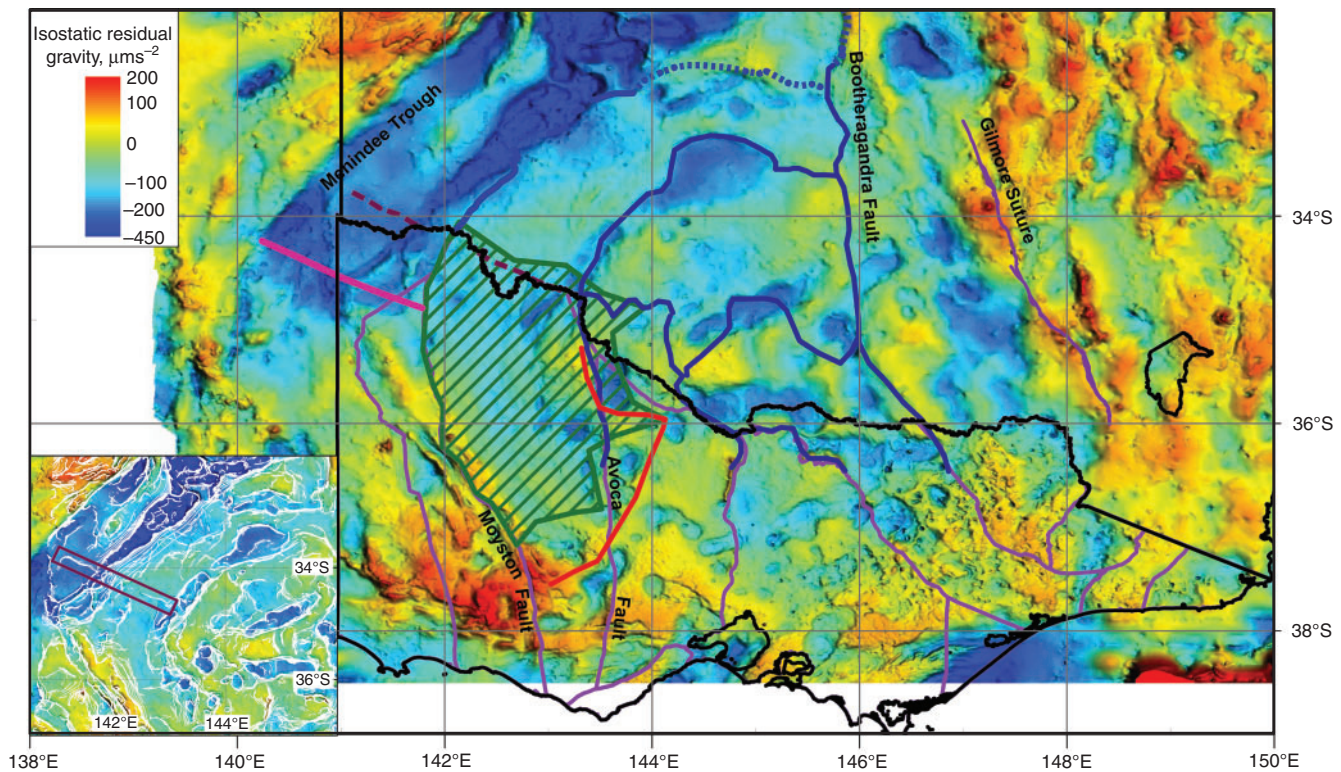 Isostatic residual
gravity, μms⁻²
200
100
0
–100
–200
–450
Menindee Trough
Bootheragandra Fault
Gilmore Suture
34°S
36°S
38°S
Avoca
Fault
Moyston
Fault
34°S
36°S
142°E
144°E
138°E
140°E
142°E
144°E
146°E
148°E
150°E